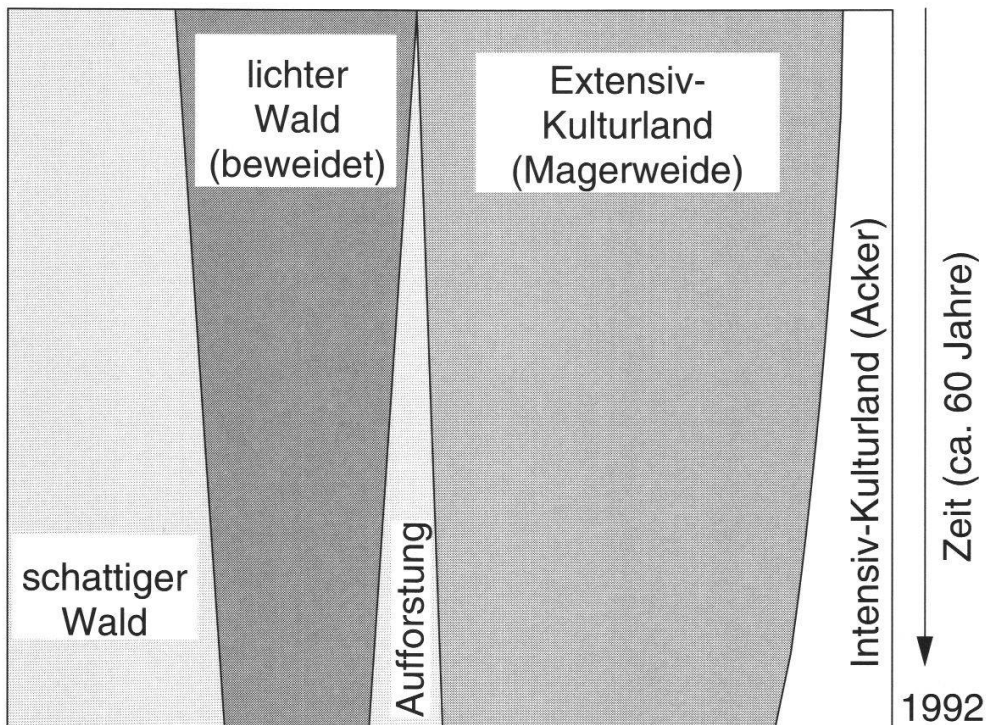 lichter
Wald
(beweidet)
Extensiv-
Kulturland
(Magerweide)
schattiger
Wald
Aufforstung
Intensiv-Kulturland (Acker)
Zeit (ca. 60 Jahre)
1992